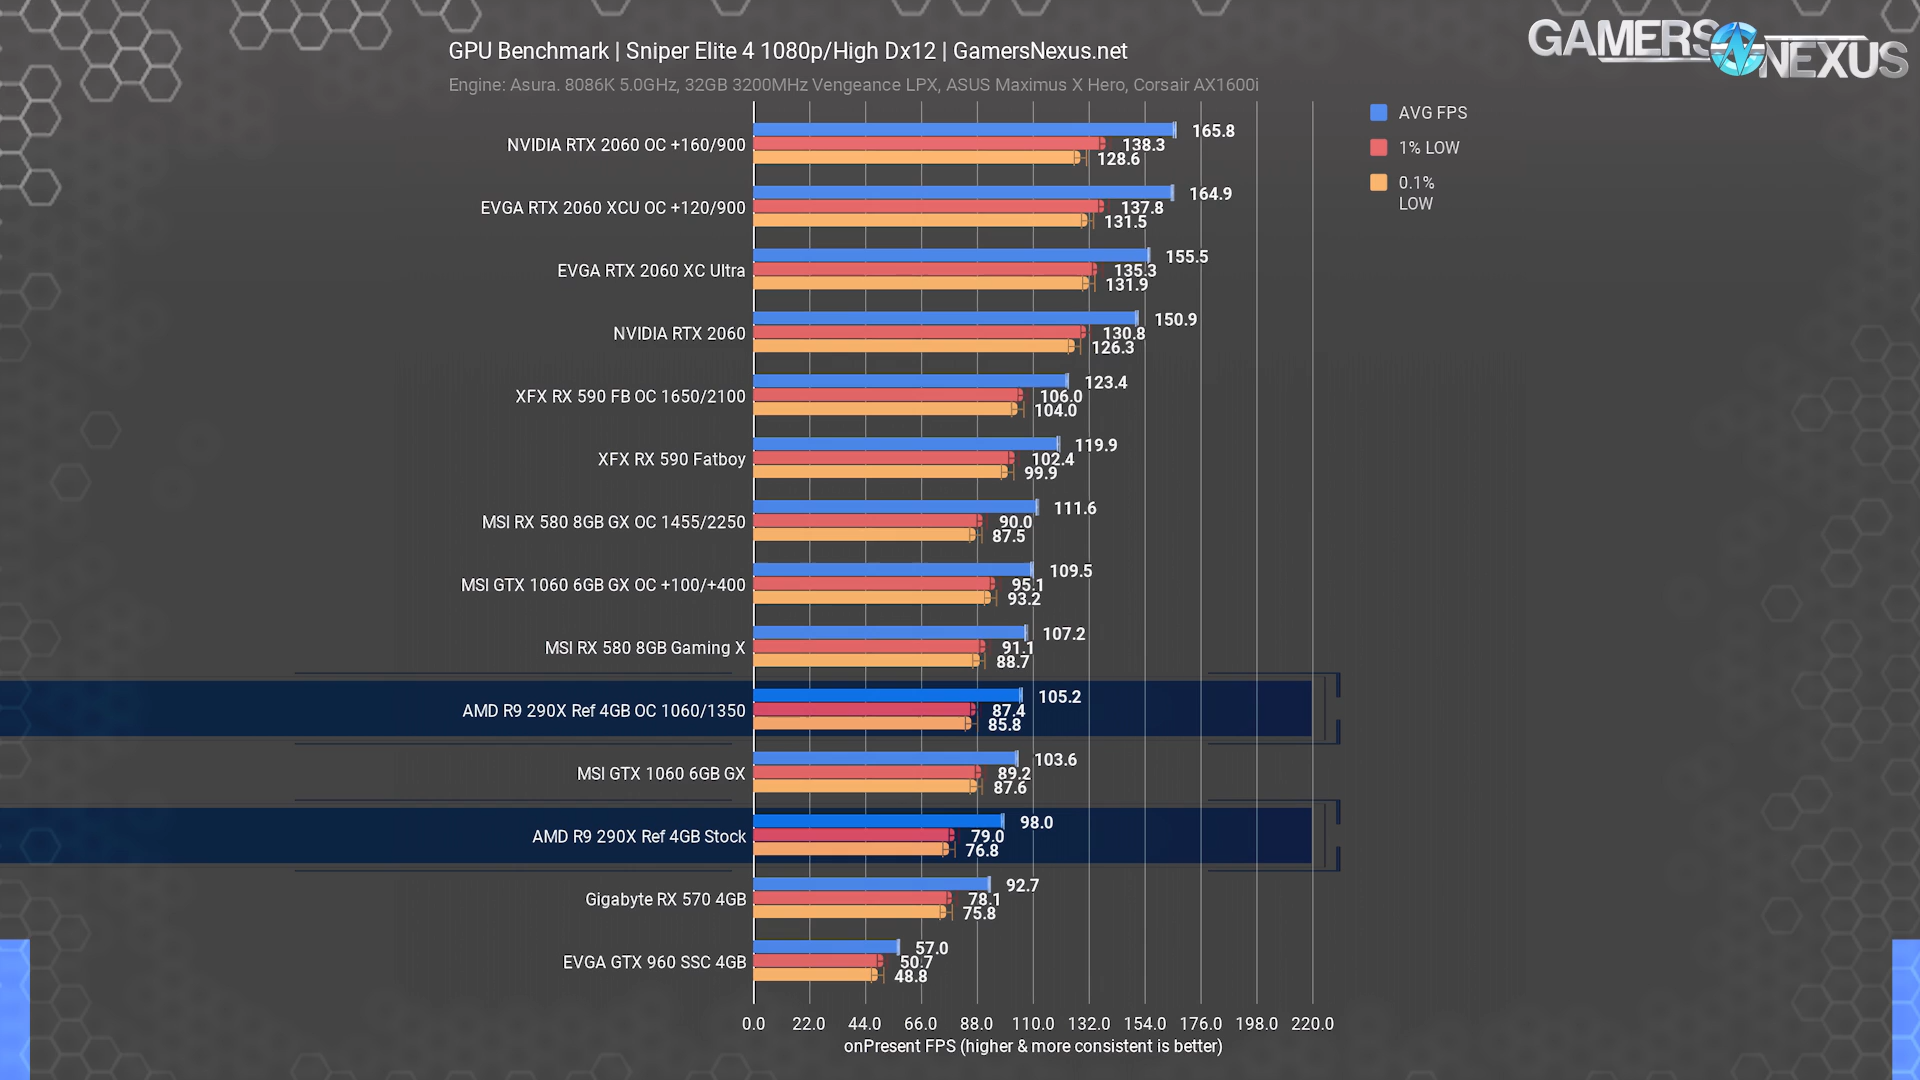 GAMERS NEXUS
GPU Benchmark | Sniper Elite 4 1080p/High Dx12 | GamersNexus.net
Engine: Asura. 8086K 5.0GHz, 32GB 3200MHz Vengeance LPX, ASUS Maximus X Hero, Corsair AX1600i
AVG FPS
1% LOW
0.1%
LOW
NVIDIA RTX 2060 OC +160/900
165.8
138.3
128.6
EVGA RTX 2060 XCU OC +120/900
164.9
137.8
131.5
EVGA RTX 2060 XC Ultra
155.5
135.3
131.9
NVIDIA RTX 2060
150.9
130.8
126.3
XFX RX 590 FB OC 1650/2100
123.4
106.0
104.0
XFX RX 590 Fatboy
119.9
102.4
99.9
MSI RX 580 8GB GX OC 1455/2250
111.6
90.0
87.5
MSI GTX 1060 6GB GX OC +100/+400
109.5
95.1
93.2
MSI RX 580 8GB Gaming X
107.2
91.1
88.7
AMD R9 290X Ref 4GB OC 1060/1350
105.2
87.4
85.8
MSI GTX 1060 6GB GX
103.6
89.2
87.6
AMD R9 290X Ref 4GB Stock
98.0
79.0
76.8
Gigabyte RX 570 4GB
92.7
78.1
75.8
EVGA GTX 960 SSC 4GB
57.0
50.7
48.8
0.0 22.0 44.0 66.0 88.0 110.0 132.0 154.0 176.0 198.0 220.0
onPresent FPS (higher & more consistent is better)